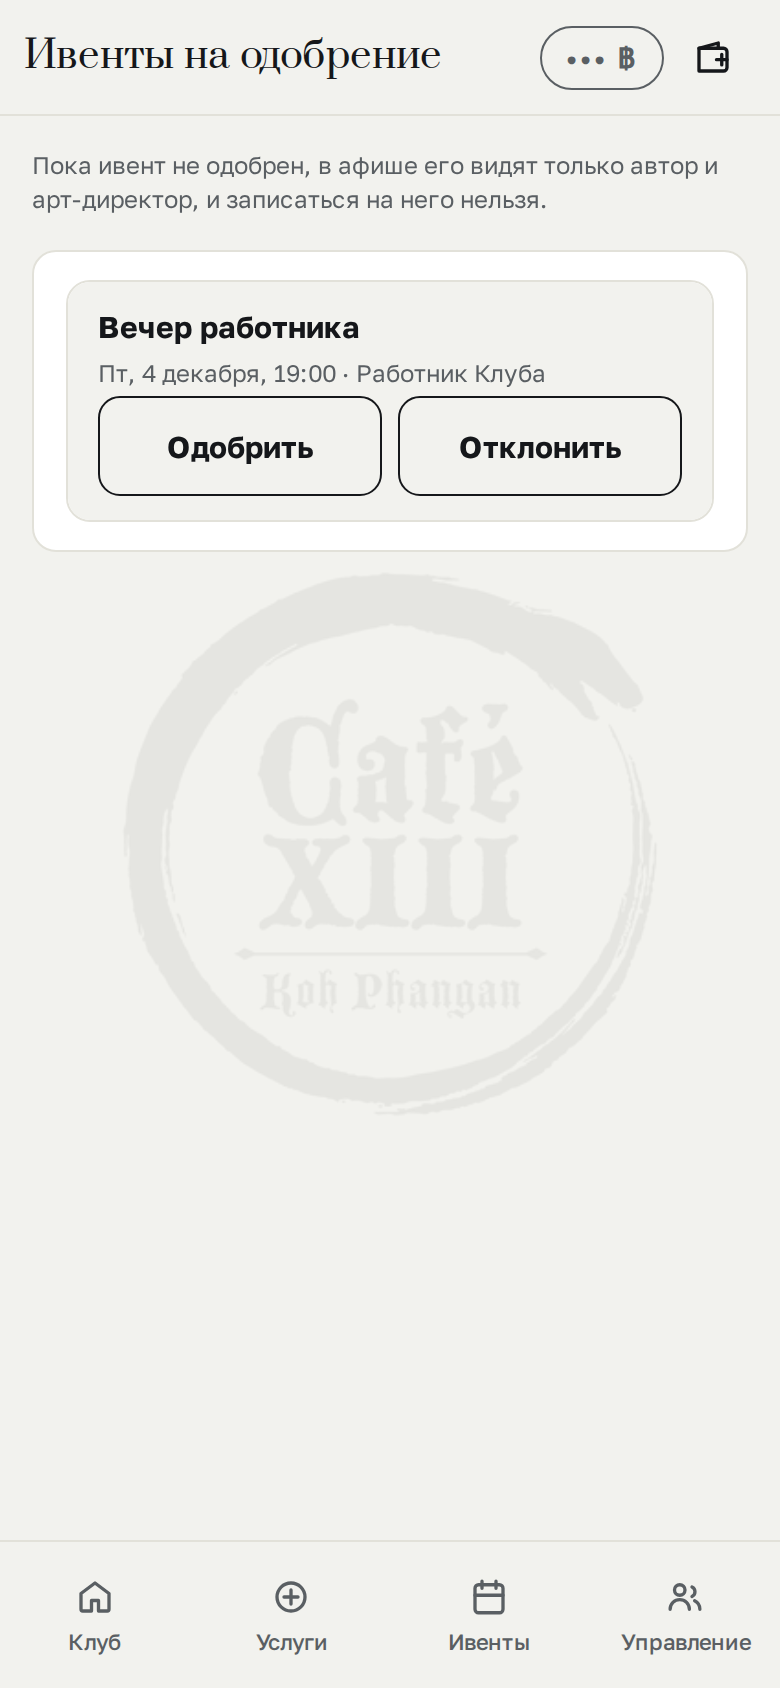 Ивенты на одобрение
••• ฿
Пока ивент не одобрен, в афише его видят только автор и
арт-директор, и записаться на него нельзя.
Вечер работника
Пт, 4 декабря, 19:00 · Работник Клуба
Одобрить
Отклонить
Café
XIII
Koh Phangan
Клуб
Услуги
Ивенты
Управление